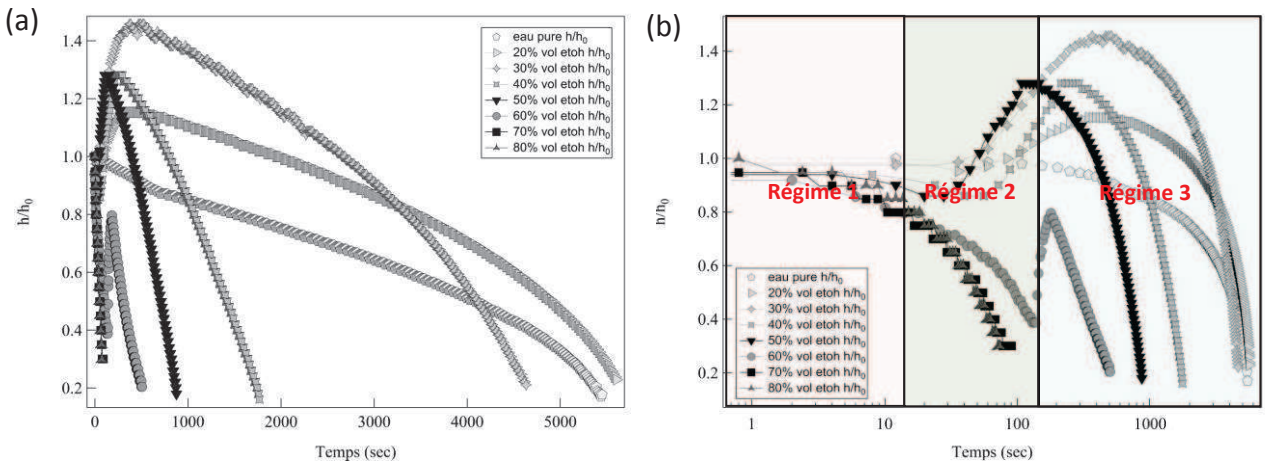 (a)
1.4
1.2
1.0
0.8
0.6
0.4
0.2
h/h0
0
1000
2000
3000
4000
5000
Temps (sec)
eau pure h/h0
20% vol etoh h/h0
30% vol etoh h/h0
40% vol etoh h/h0
50% vol etoh h/h0
60% vol etoh h/h0
70% vol etoh h/h0
80% vol etoh h/h0
(b)
1.4
1.2
1.0
0.8
0.6
0.4
0.2
h/h0
Régime 1
Régime 2
Régime 3
eau pure h/h0
20% vol etoh h/h0
30% vol etoh h/h0
40% vol etoh h/h0
50% vol etoh h/h0
60% vol etoh h/h0
70% vol etoh h/h0
80% vol etoh h/h0
1
10
100
1000
Temps (sec)